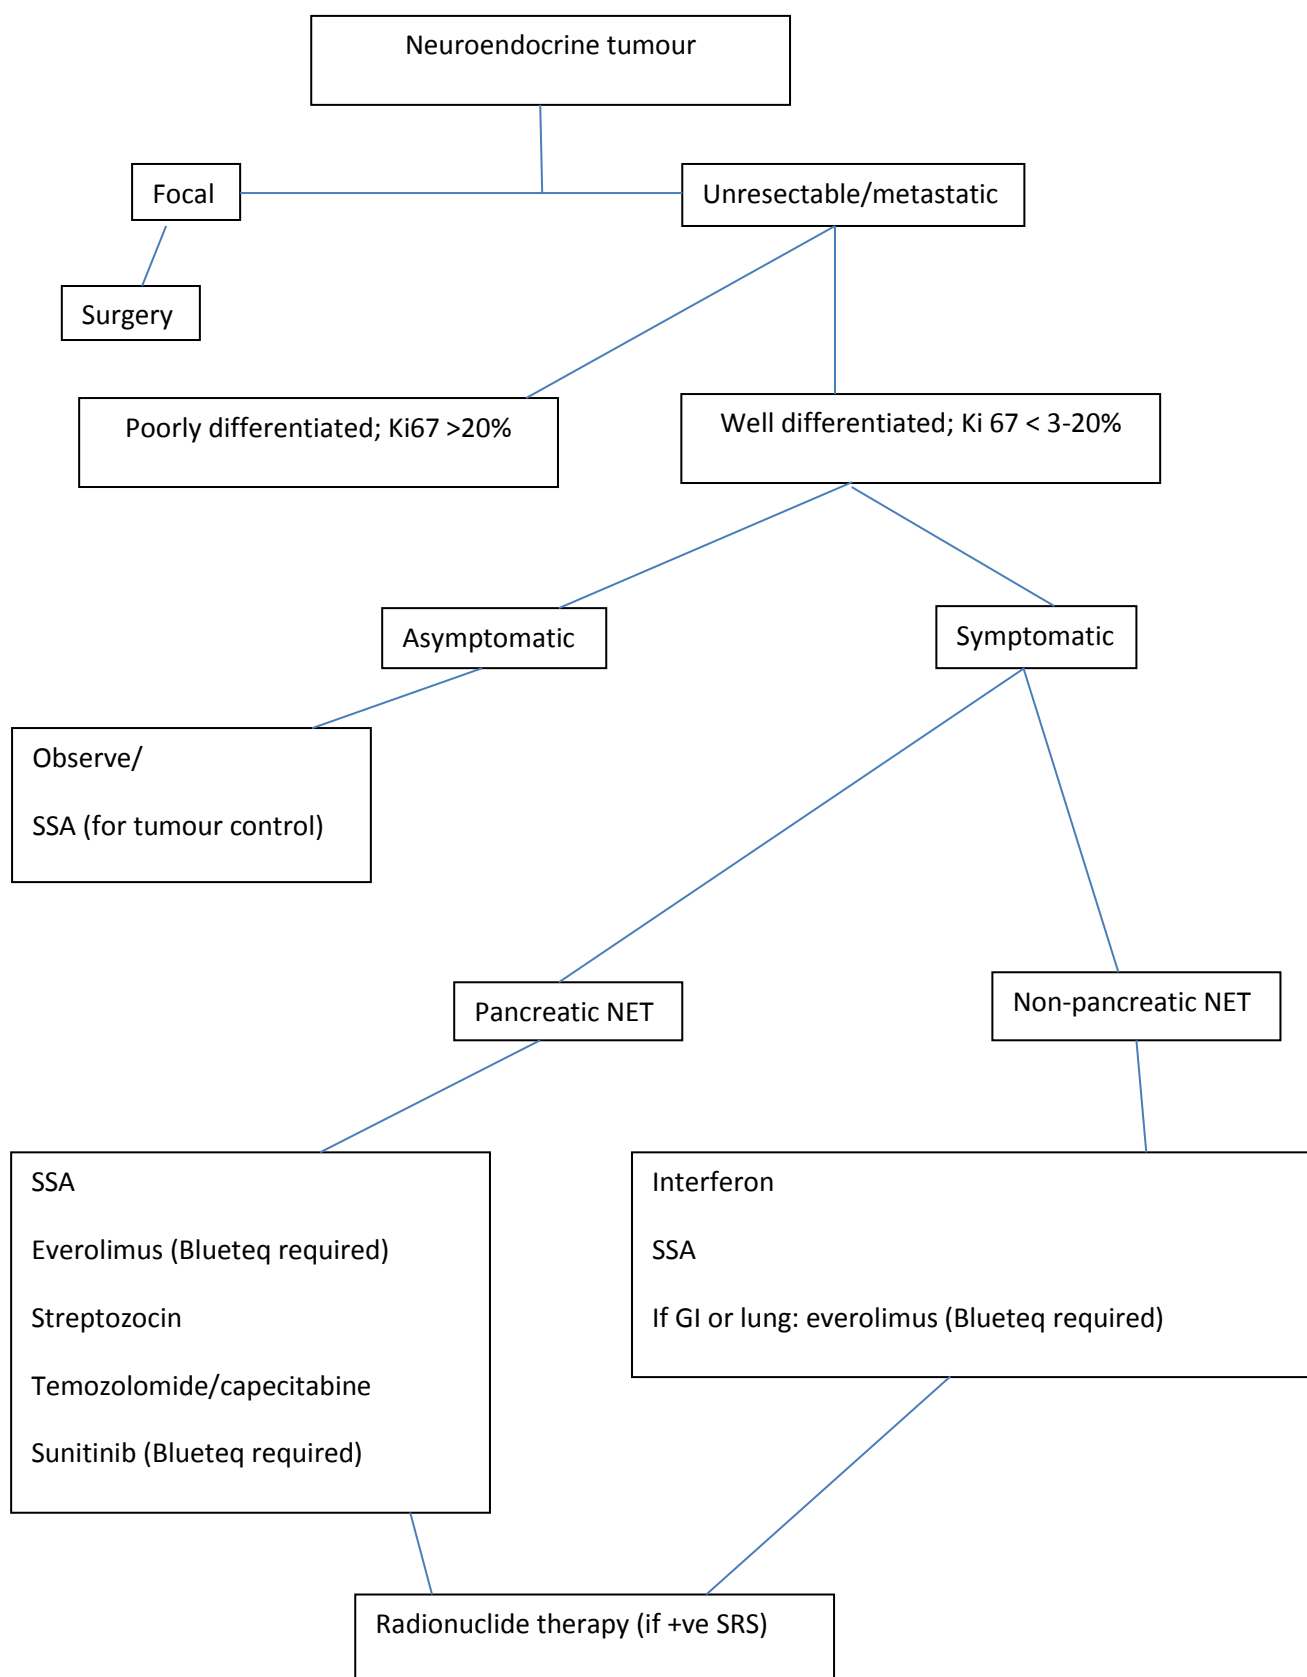 Neuroendocrine tumour
Focal
Unresectable/metastatic
Surgery
Poorly differentiated; Ki67 >20%
Well differentiated; Ki 67 < 3-20%
Asymptomatic
Symptomatic
Observe/
SSA (for tumour control)
Pancreatic NET
Non-pancreatic NET
SSA
Everolimus (Blueteq required)
Streptozocin
Temozolomide/capecitabine
Sunitinib (Blueteq required)
Interferon
SSA
If GI or lung: everolimus (Blueteq required)
Radionuclide therapy (if +ve SRS)